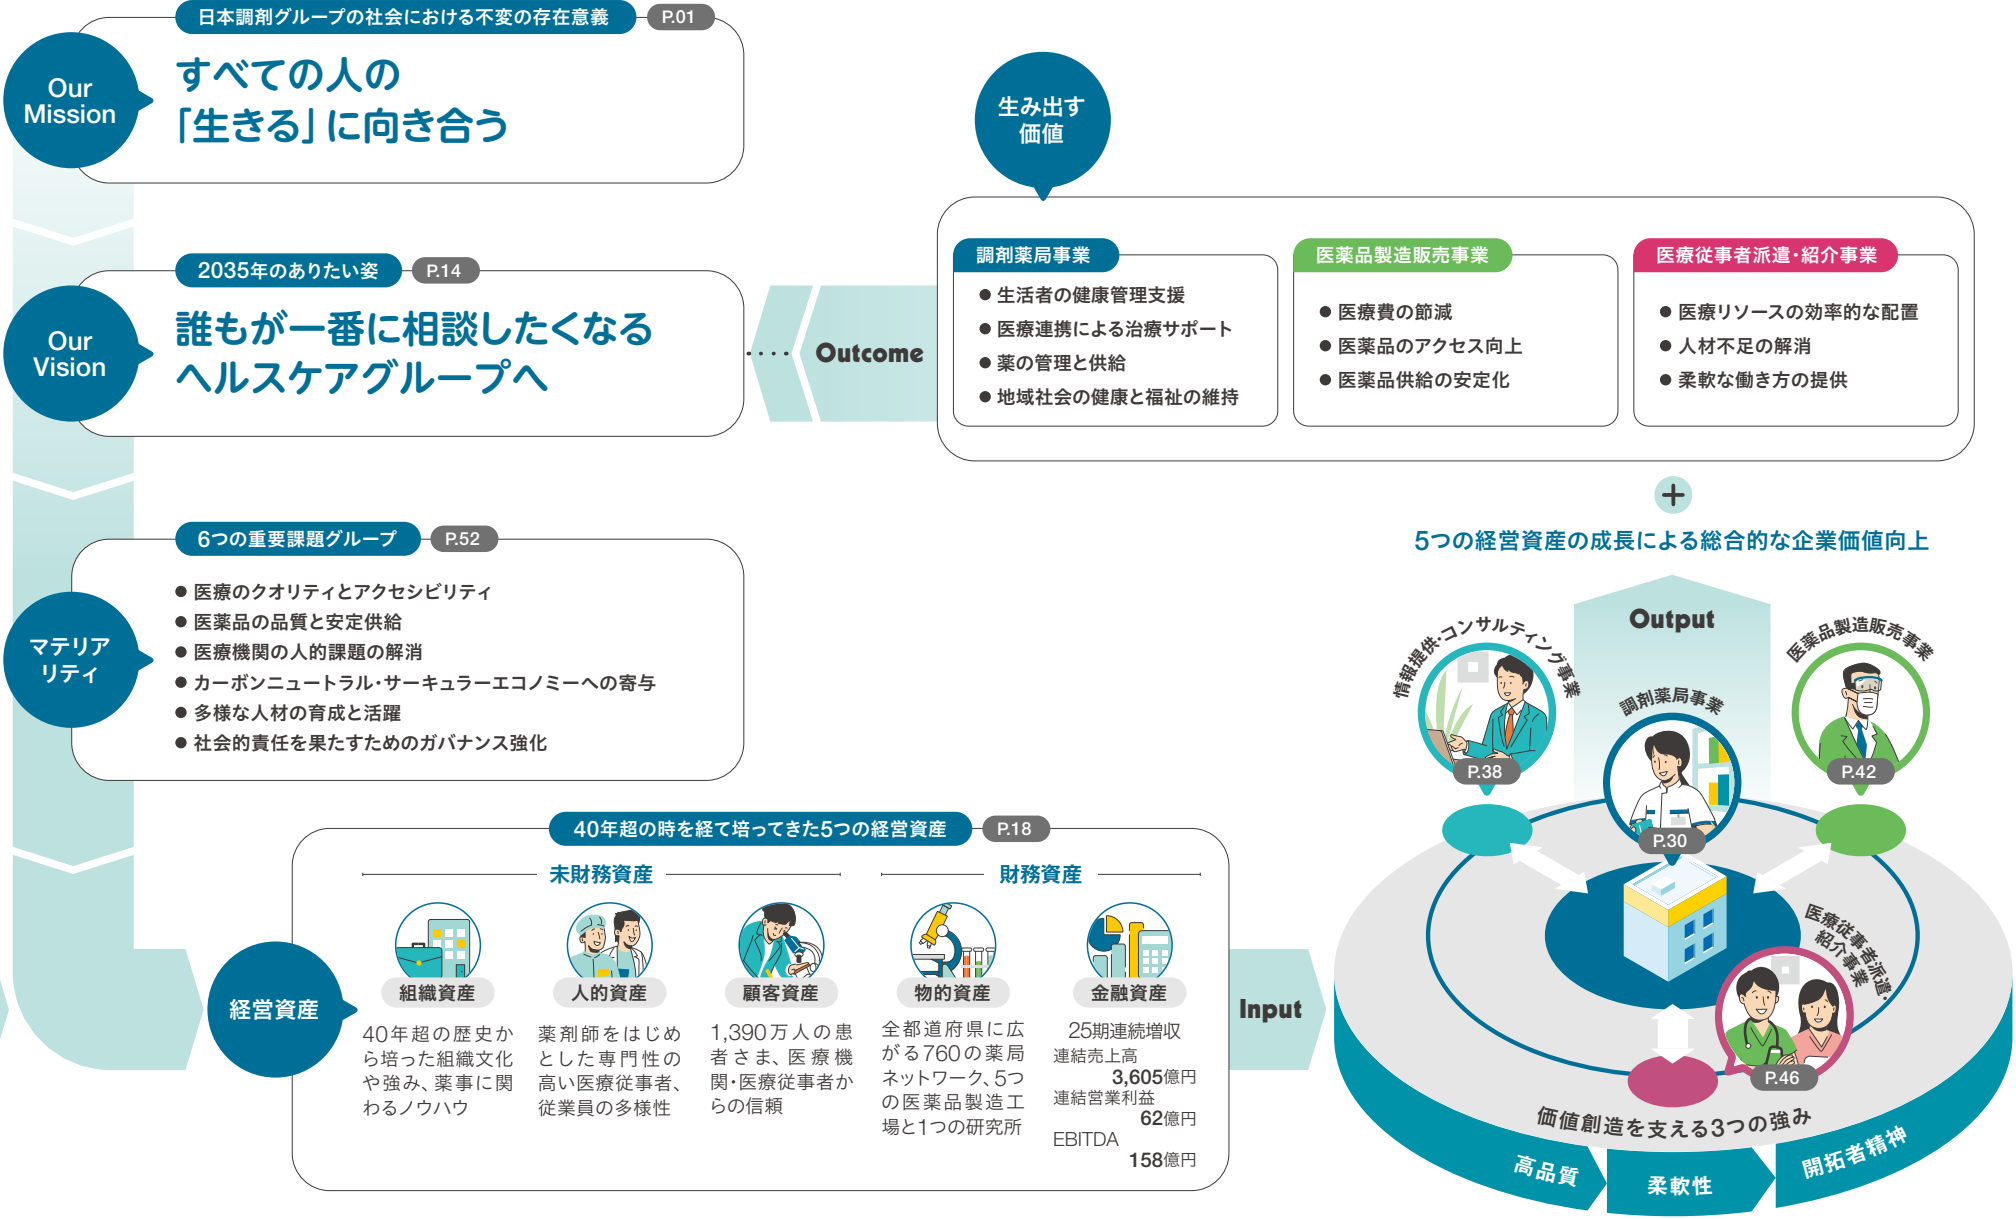 日本調剤グループの社会における不変の存在意義
P.01
Our
Mission
すべての人の
「生きる」に向き合う
2035年のありたい姿
P.14
Our
Vision
誰もが一番に相談したくなる
ヘルスケアグループへ
6つの重要課題グループ
P.52
マテリア
リティ
● 医療のクオリティとアクセシビリティ
● 医薬品の品質と安定供給
● 医療機関の人的課題の解消
● カーボンニュートラル・サーキュラーエコノミーへの寄与
● 多様な人材の育成と活躍
● 社会的責任を果たすためのガバナンス強化
40年超の時を経て培ってきた5つの経営資産
P.18
経営資産
未財務資産
財務資産
組織資産
40年超の歴史か
ら培った組織文化
や強み、薬事に関
わるノウハウ
人的資産
薬剤師をはじめ
とした専門性の
高い医療従事者、
従業員の多様性
顧客資産
1,390万人の患
者さま、医療機
関・医療従事者か
らの信頼
物的資産
全都道府県に広
がる760の薬局
ネットワーク、5つ
の医薬品製造工
場と1つの研究所
金融資産
25期連続増収
連結売上高
3,605億円
連結営業利益
62億円
EBITDA
158億円
Input
生み出す
価値
調剤薬局事業
● 生活者の健康管理支援
● 医療連携による治療サポート
● 薬の管理と供給
● 地域社会の健康と福祉の維持
医薬品製造販売事業
● 医療費の節減
● 医薬品のアクセス向上
● 医薬品供給の安定化
医療従事者派遣・紹介事業
● 医療リソースの効率的な配置
● 人材不足の解消
● 柔軟な働き方の提供
Outcome
+
5つの経営資産の成長による総合的な企業価値向上
Output
情報提供・コンサルティング事業
P.38
調剤薬局事業
P.30
医薬品製造販売事業
P.42
医療従事者派遣・
紹介事業
P.46
価値創造を支える3つの強み
高品質
柔軟性
開拓者精神